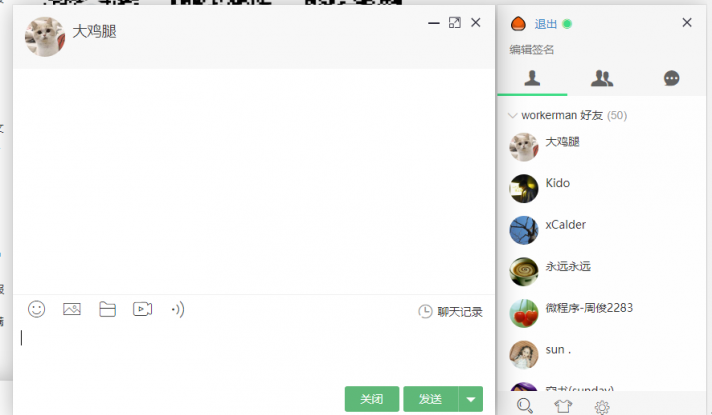 大鸡腿
聊天记录
关闭
发送
退出
编辑签名
workerman 好友 (50)
大鸡腿
Kido
xCalder
永远永远
微程序-周俊2283
sun .